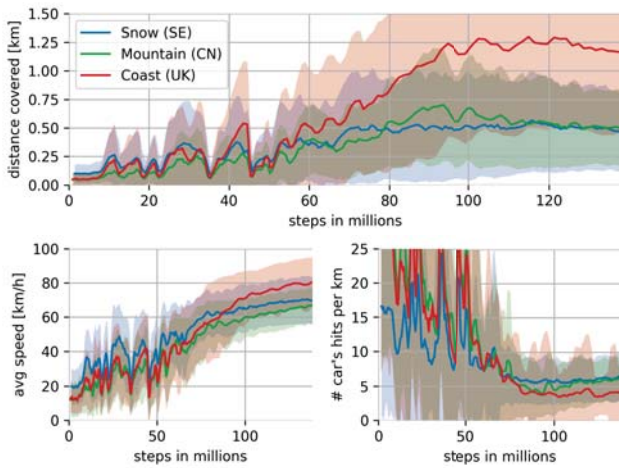 distance covered [km]
1.50
1.25
1.00
0.75
0.50
0.25
0.00
Snow (SE)
Mountain (CN)
Coast (UK)
0 20 40 60 80 100 120
steps in millions
avg speed [km/h]
100
80
60
40
20
0
0 50 100
steps in millions
# car's hits per km
25
20
15
10
5
0
0 50 100
steps in millions